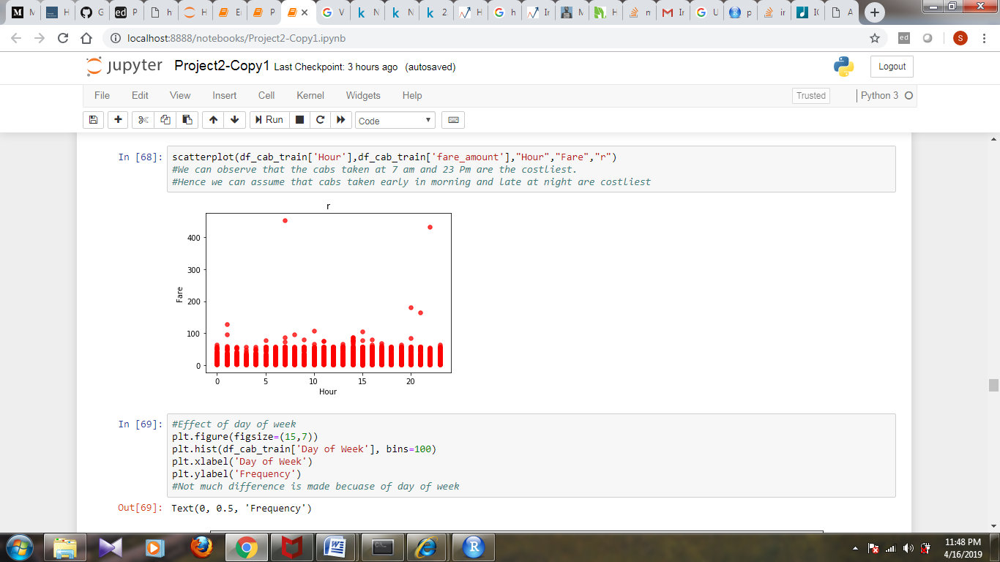 M M H G ed P h H E P × G V k N k N k 2 H G h In M H n In G U p ir IC A +
localhost:8888/notebooks/Project2-Copy1.ipynb ed S
jupyter Project2-Copy1 Last Checkpoint: 3 hours ago (autosaved) Logout
File Edit View Insert Cell Kernel Widgets Help Trusted Python 3
Run Code
In [68]: scatterplot(df_cab_train['Hour'],df_cab_train['fare_amount'],"Hour","Fare","r")
#We can observe that the cabs taken at 7 am and 23 Pm are the costliest.
#Hence we can assume that cabs taken early in morning and late at night are costliest
r
400
300
200
100
0
Fare
0 5 10 15 20
Hour
In [69]: #Effect of day of week
plt.figure(figsize=(15,7))
plt.hist(df_cab_train['Day of Week'], bins=100)
plt.xlabel('Day of Week')
plt.ylabel('Frequency')
#Not much difference is made becuase of day of week
Out[69]: Text(0, 0.5, 'Frequency')
11:48 PM
4/16/2019